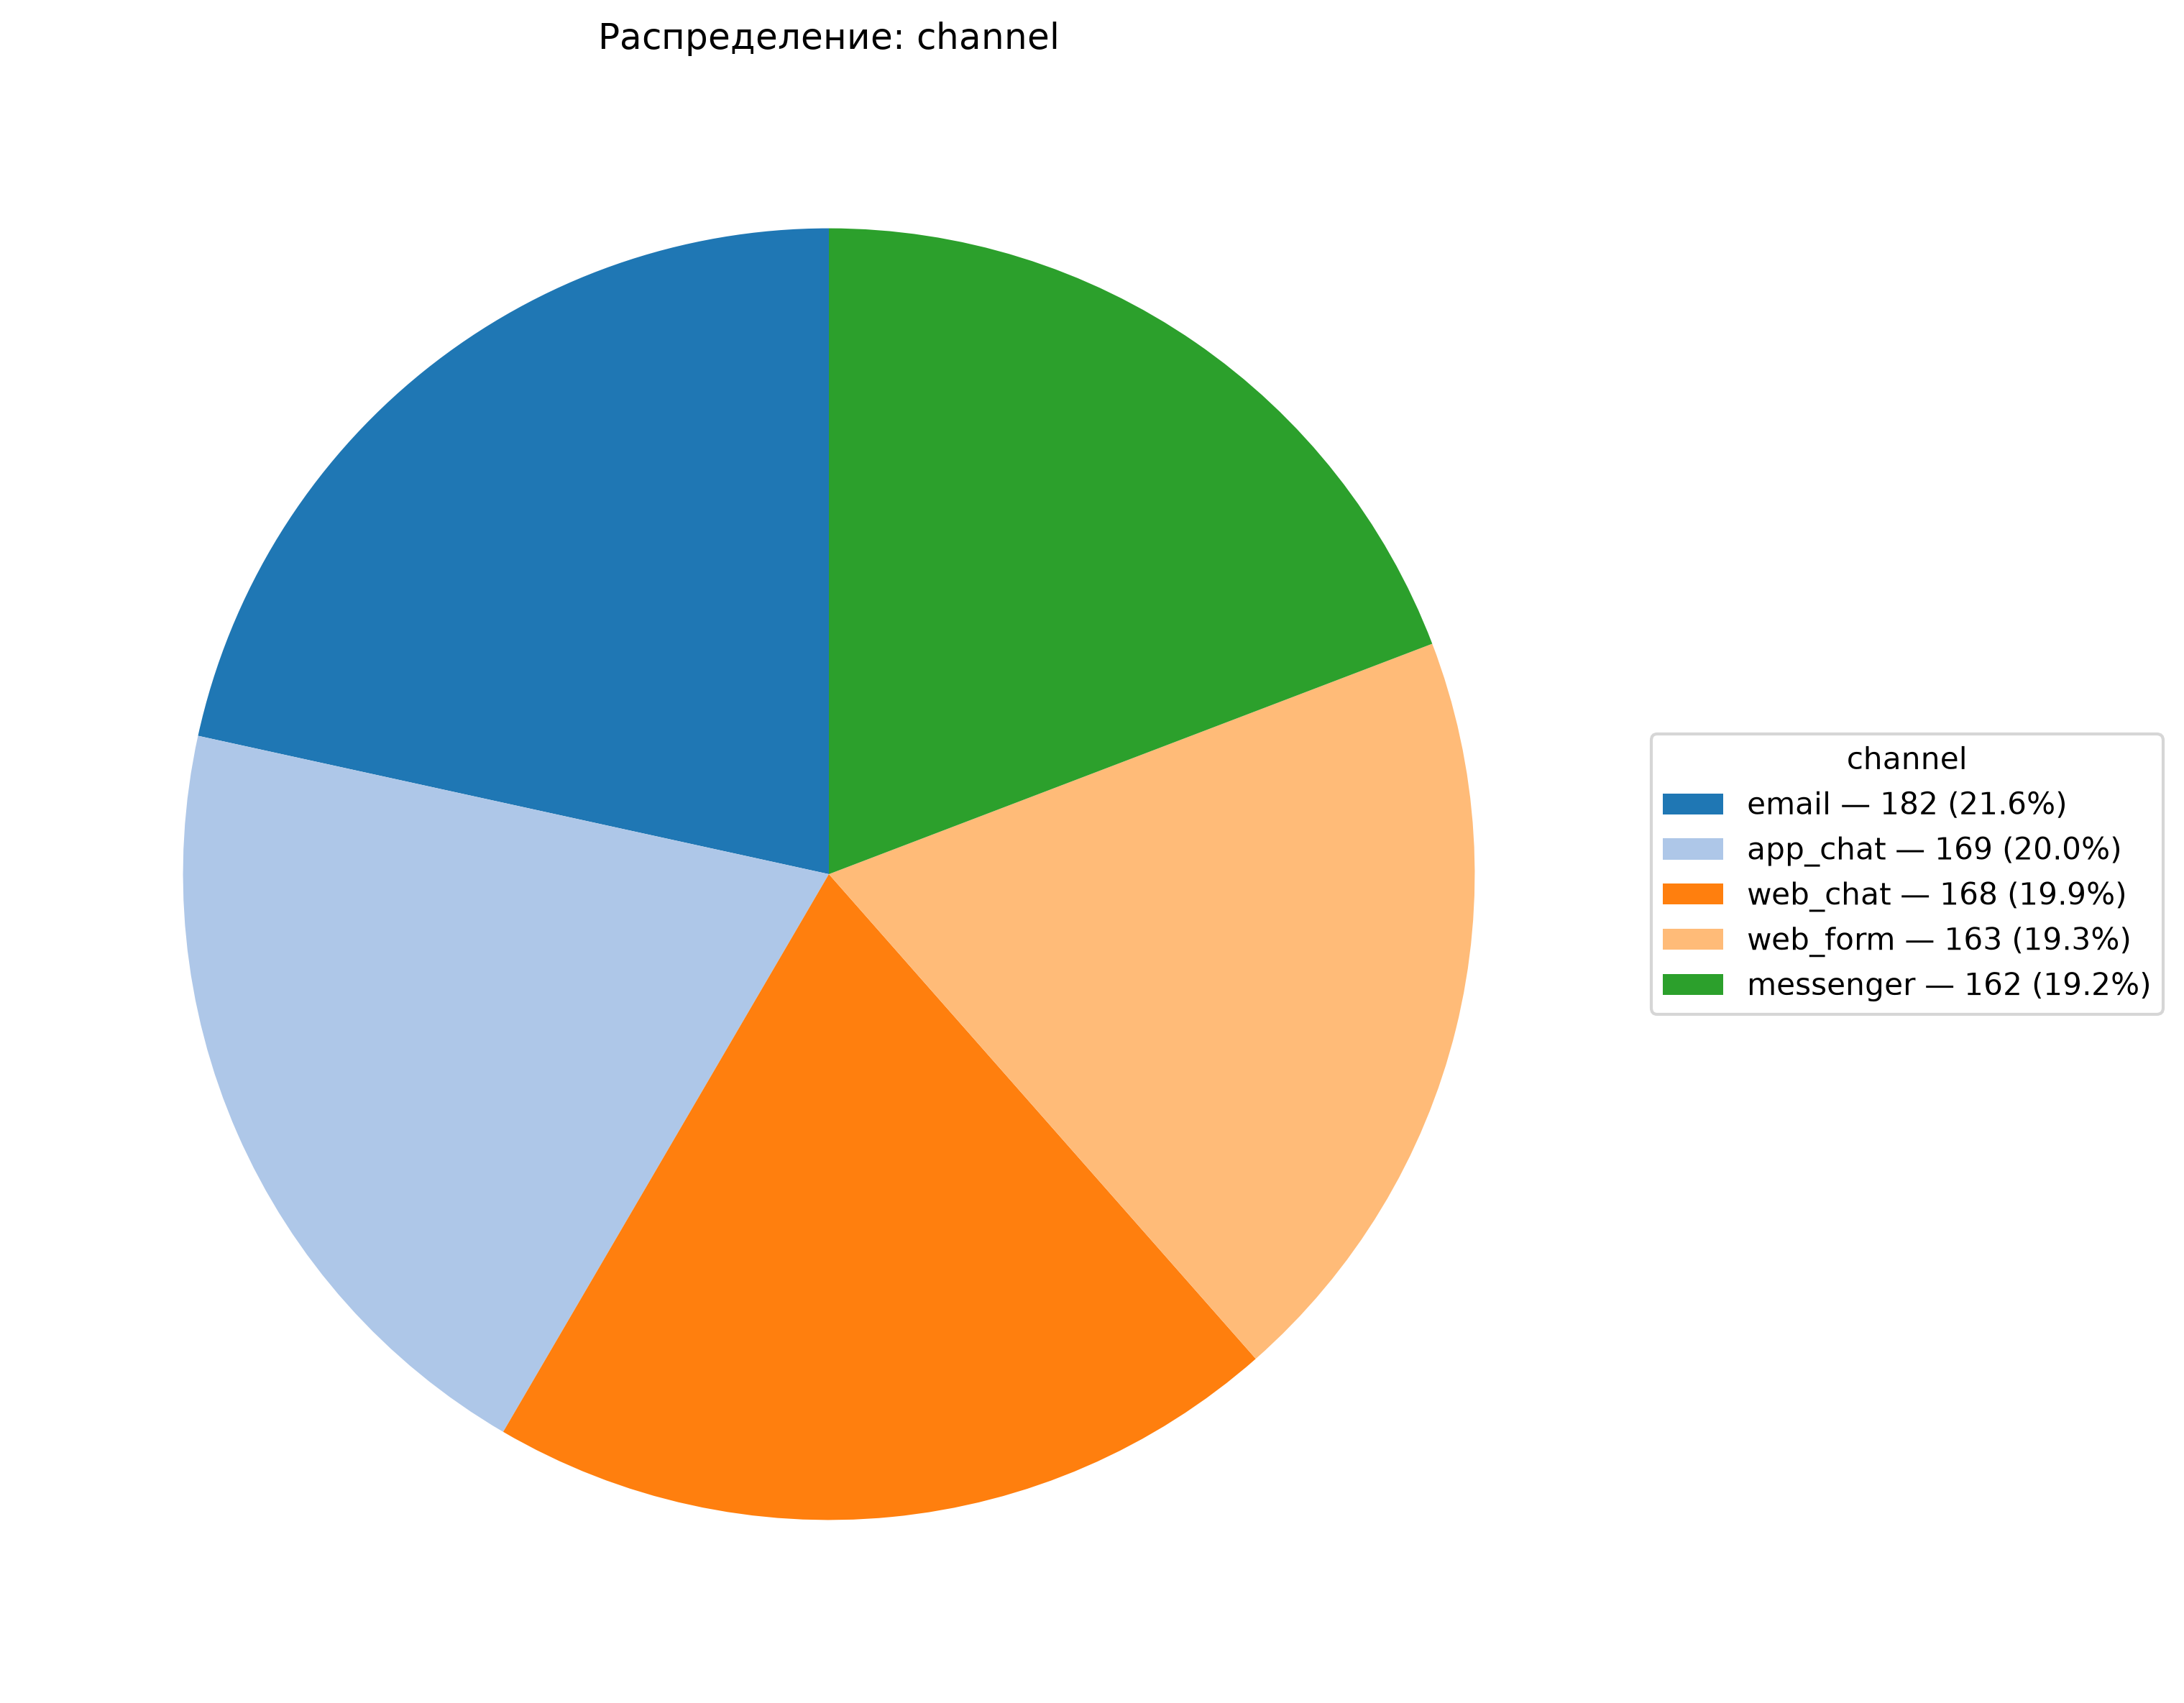 Распределение: channel
channel
email — 182 (21.6%)
app_chat — 169 (20.0%)
web_chat — 168 (19.9%)
web_form — 163 (19.3%)
messenger — 162 (19.2%)